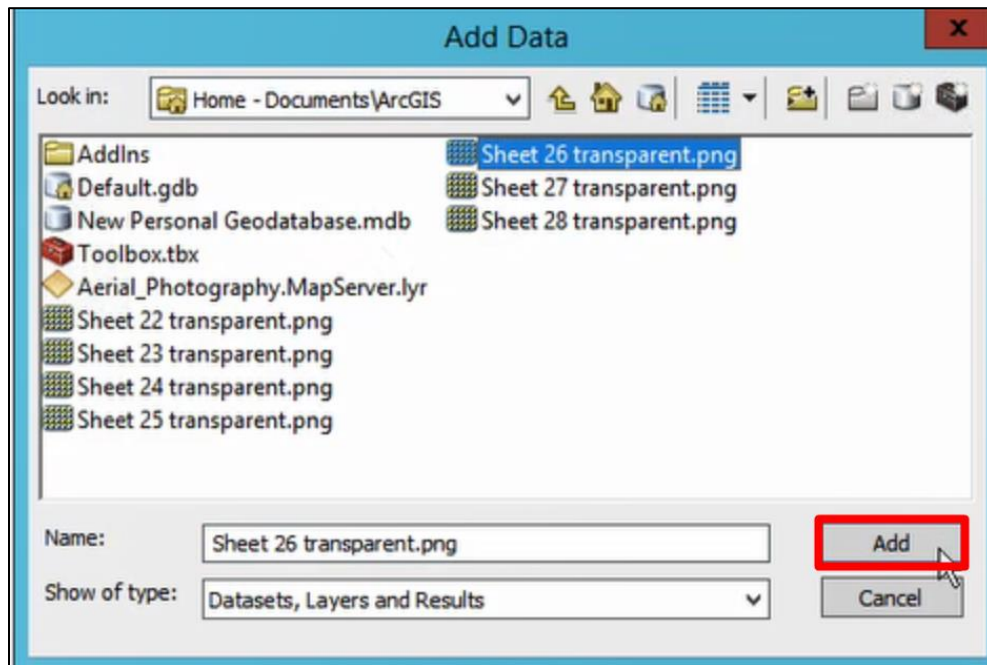 Add Data
Look in: Home - Documents\ArcGIS
AddIns
Default.gdb
New Personal Geodatabase.mdb
Toolbox.tbx
Aerial_Photography.MapServer.lyr
Sheet 22 transparent.png
Sheet 23 transparent.png
Sheet 24 transparent.png
Sheet 25 transparent.png
Sheet 26 transparent.png
Sheet 27 transparent.png
Sheet 28 transparent.png
Name: Sheet 26 transparent.png
Add
Show of type: Datasets, Layers and Results
Cancel